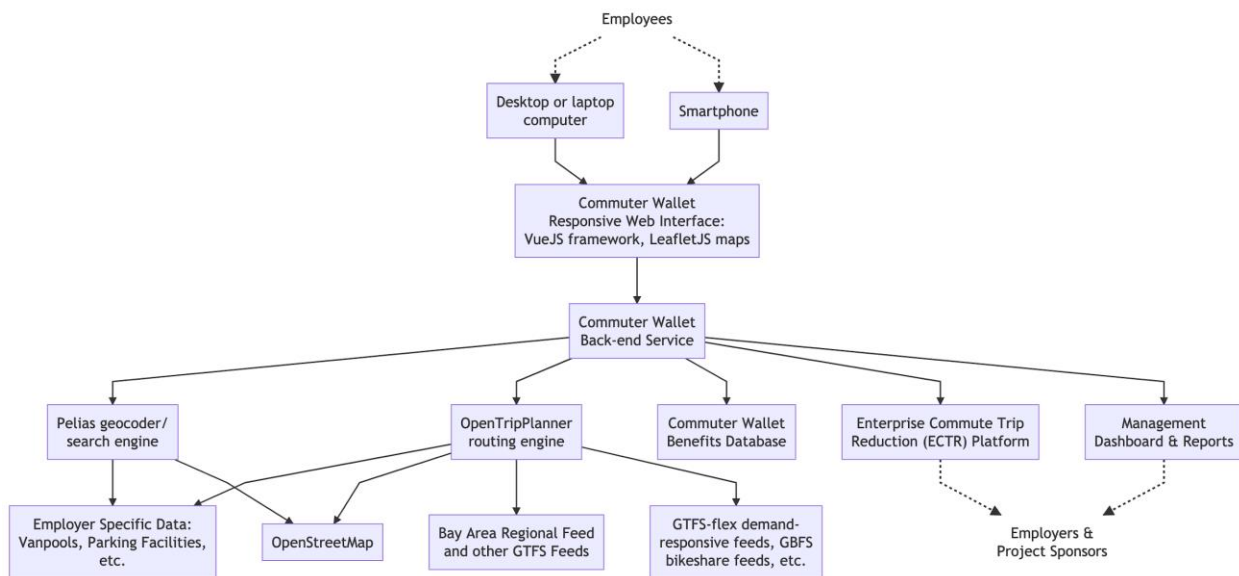 Employees
Desktop or laptop
computer
Smartphone
Commuter Wallet
Responsive Web Interface:
VueJS framework, LeafletJS maps
Commuter Wallet
Back-end Service
Pelias geocoder/
search engine
OpenTripPlanner
routing engine
Commuter Wallet
Benefits Database
Enterprise Commute Trip
Reduction (ECTR) Platform
Management
Dashboard & Reports
Employer Specific Data:
Vanpools, Parking Facilities,
etc.
OpenStreetMap
Bay Area Regional Feed
and other GTFS Feeds
GTFS-flex demand-
responsive feeds, GBFS
bikeshare feeds, etc.
Employers &
Project Sponsors